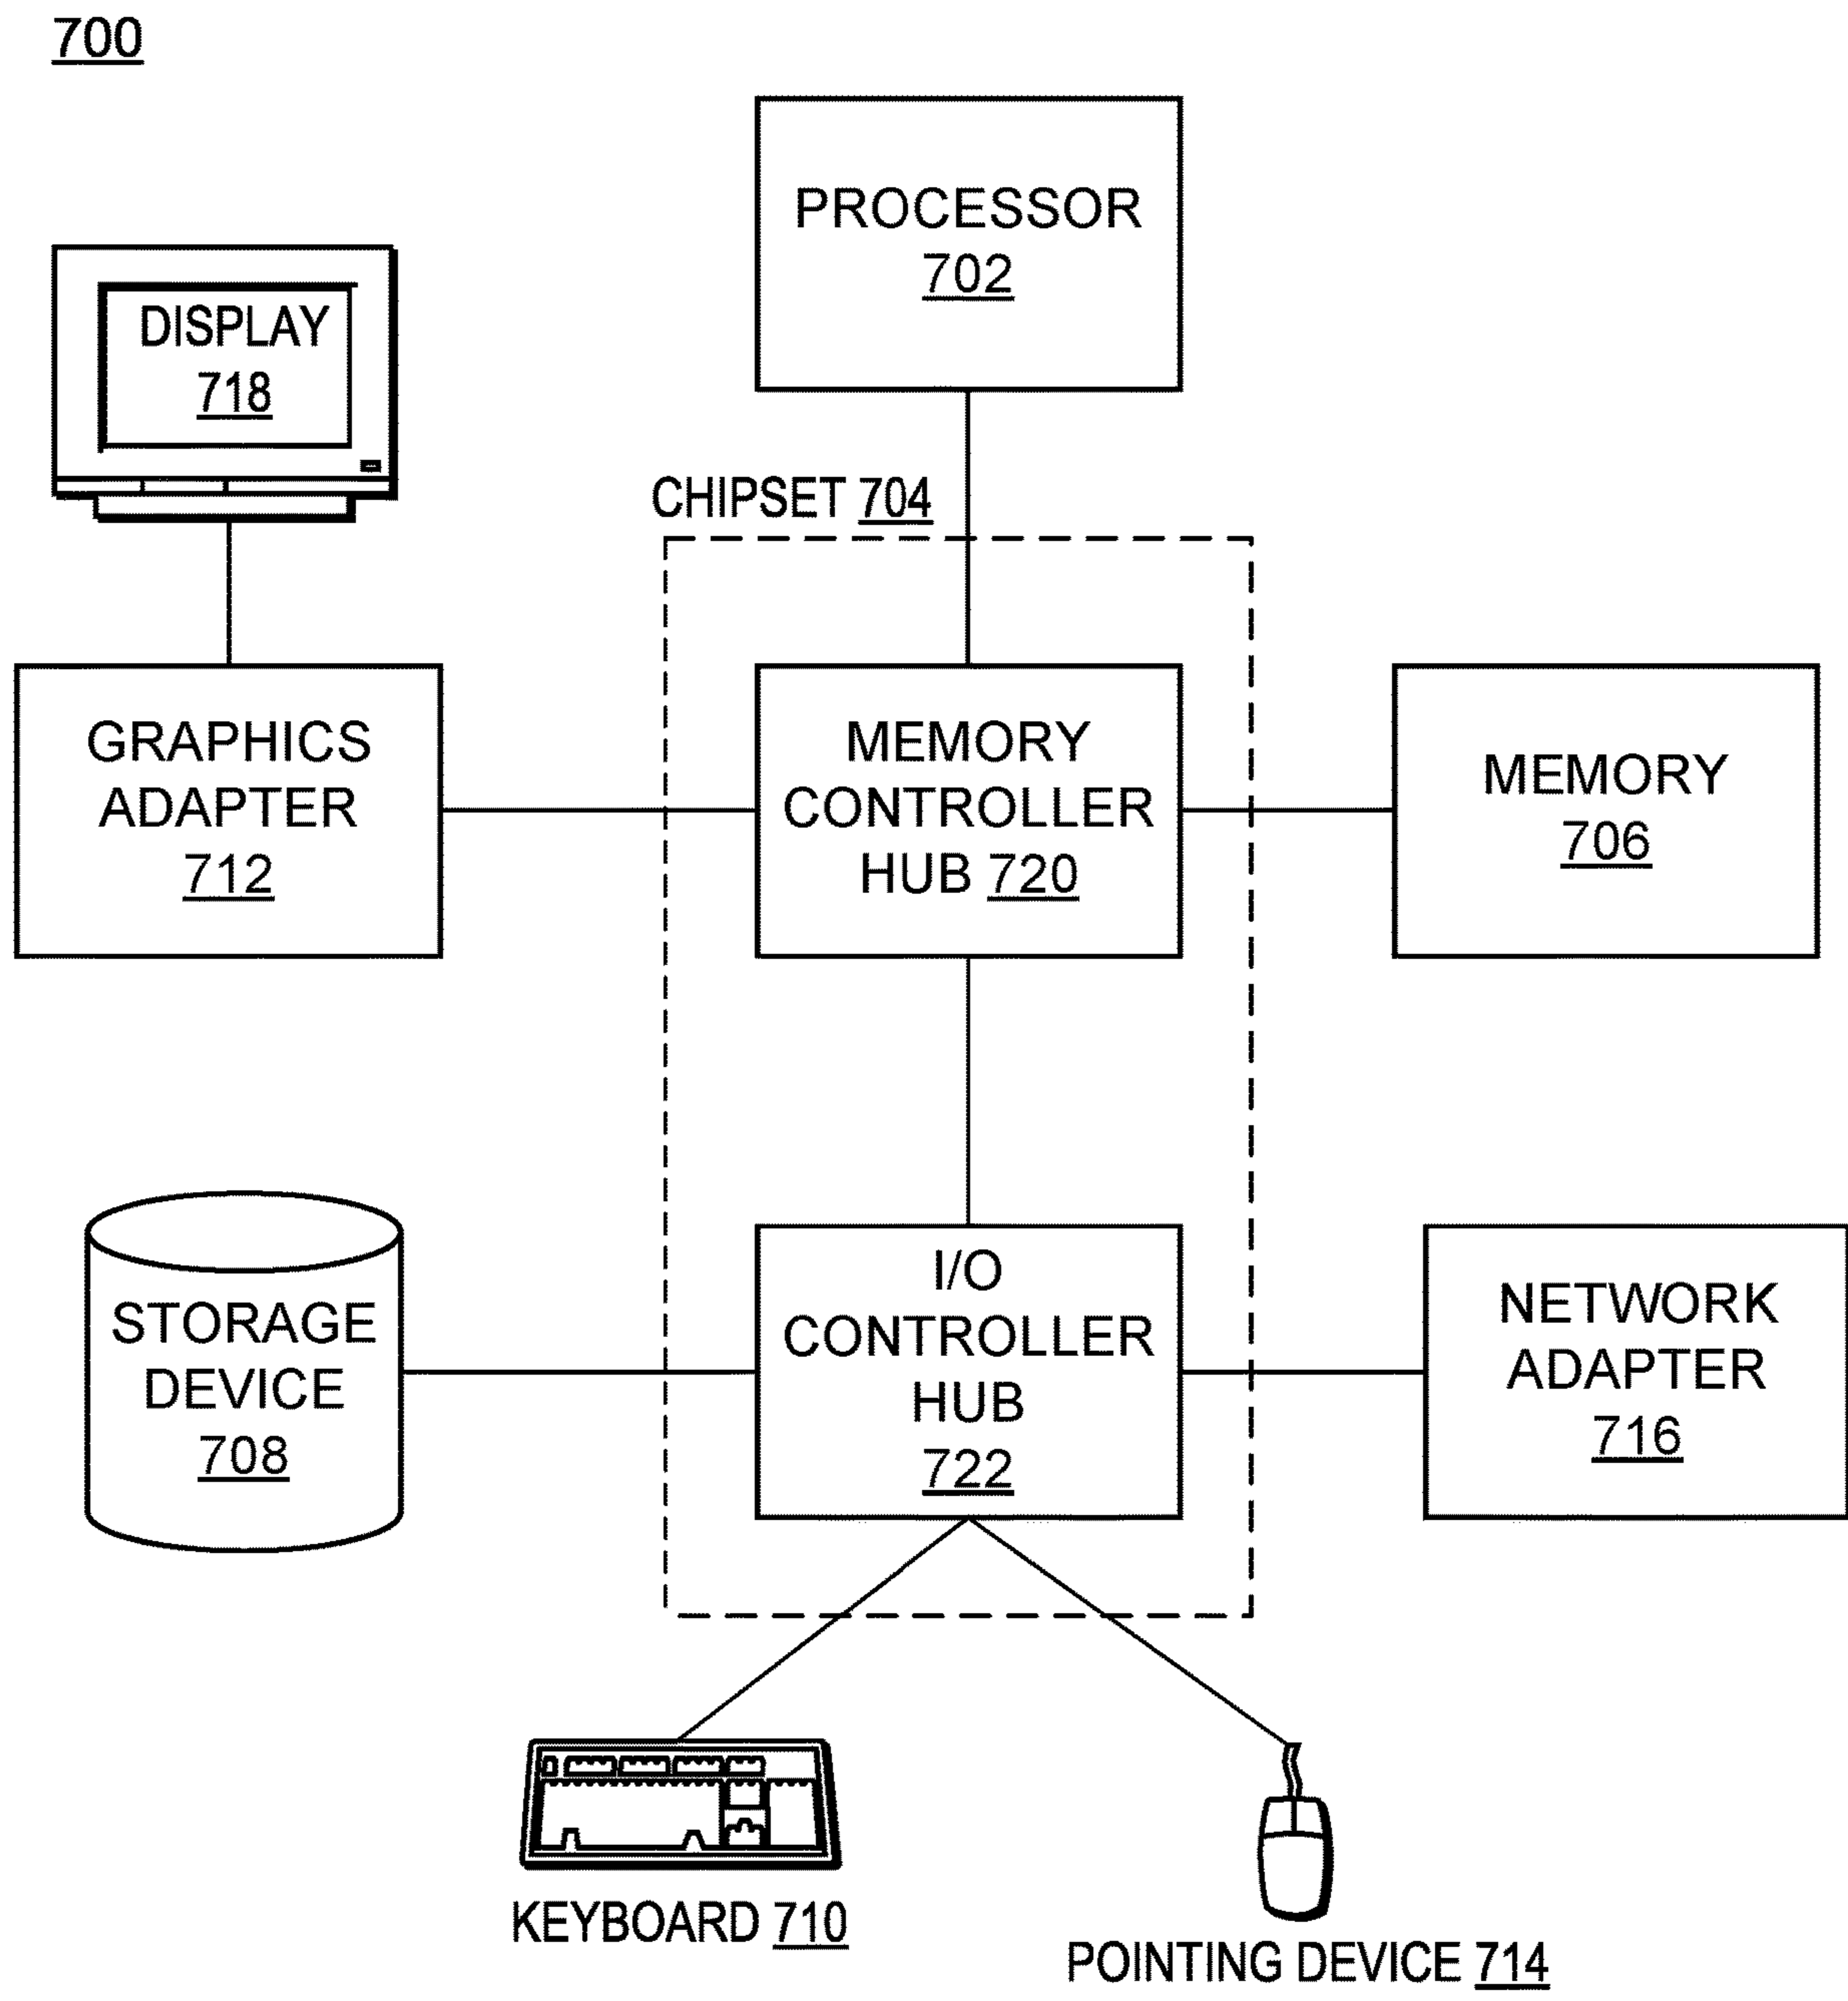 700
PROCESSOR
702
DISPLAY
718
CHIPSET 704
GRAPHICS
ADAPTER
712
MEMORY
CONTROLLER
HUB 720
MEMORY
706
STORAGE
DEVICE
708
I/O
CONTROLLER
HUB
722
NETWORK
ADAPTER
716
KEYBOARD 710
POINTING DEVICE 714